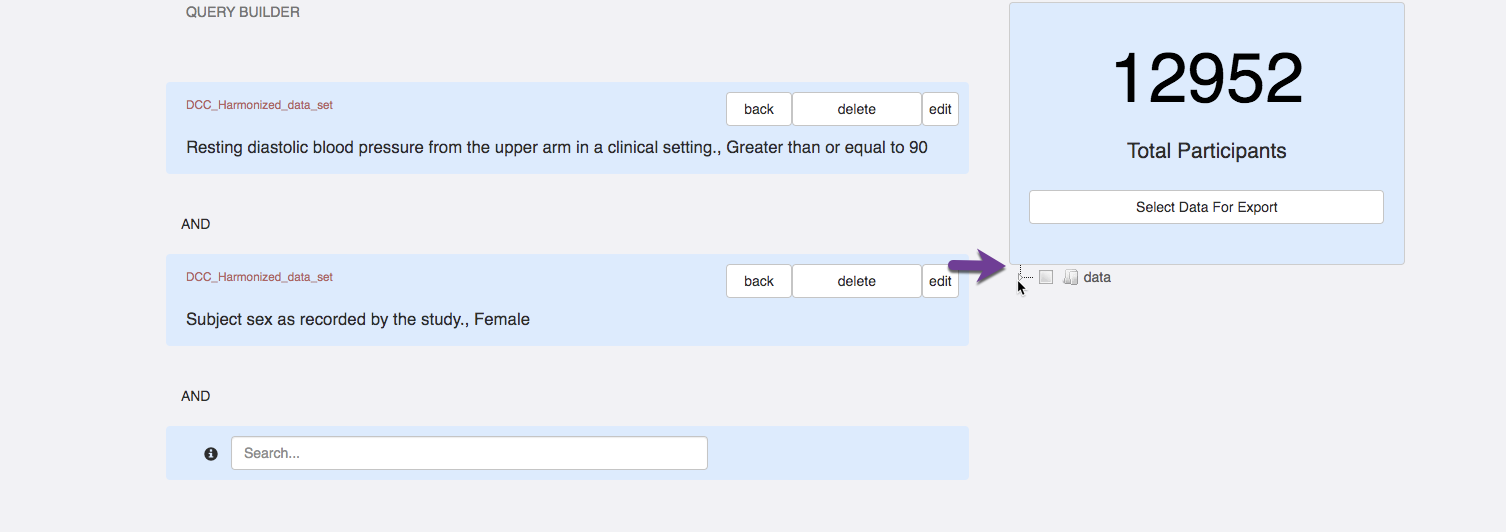 QUERY BUILDER
DCC_Harmonized_data_set
back
delete
edit
Resting diastolic blood pressure from the upper arm in a clinical setting., Greater than or equal to 90
AND
DCC_Harmonized_data_set
back
delete
edit
Subject sex as recorded by the study., Female
AND
Search...
12952
Total Participants
Select Data For Export
data